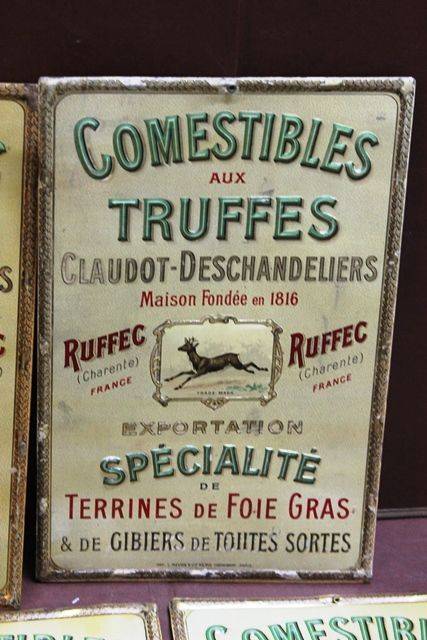 COMESTIBLES
AUX
TRUFFES
CLAUDOT-DESCHANDELIERS
Maison Fondée en 1816
RUFFEC
(Charente)
FRANCE
TRADE MARK
RUFFEC
(Charente)
FRANCE
EXPORTATION
SPÉCIALITÉ
DE
TERRINES DE FOIE GRAS
& DE GIBIERS DE TOUTES SORTES
COMESTIBLES